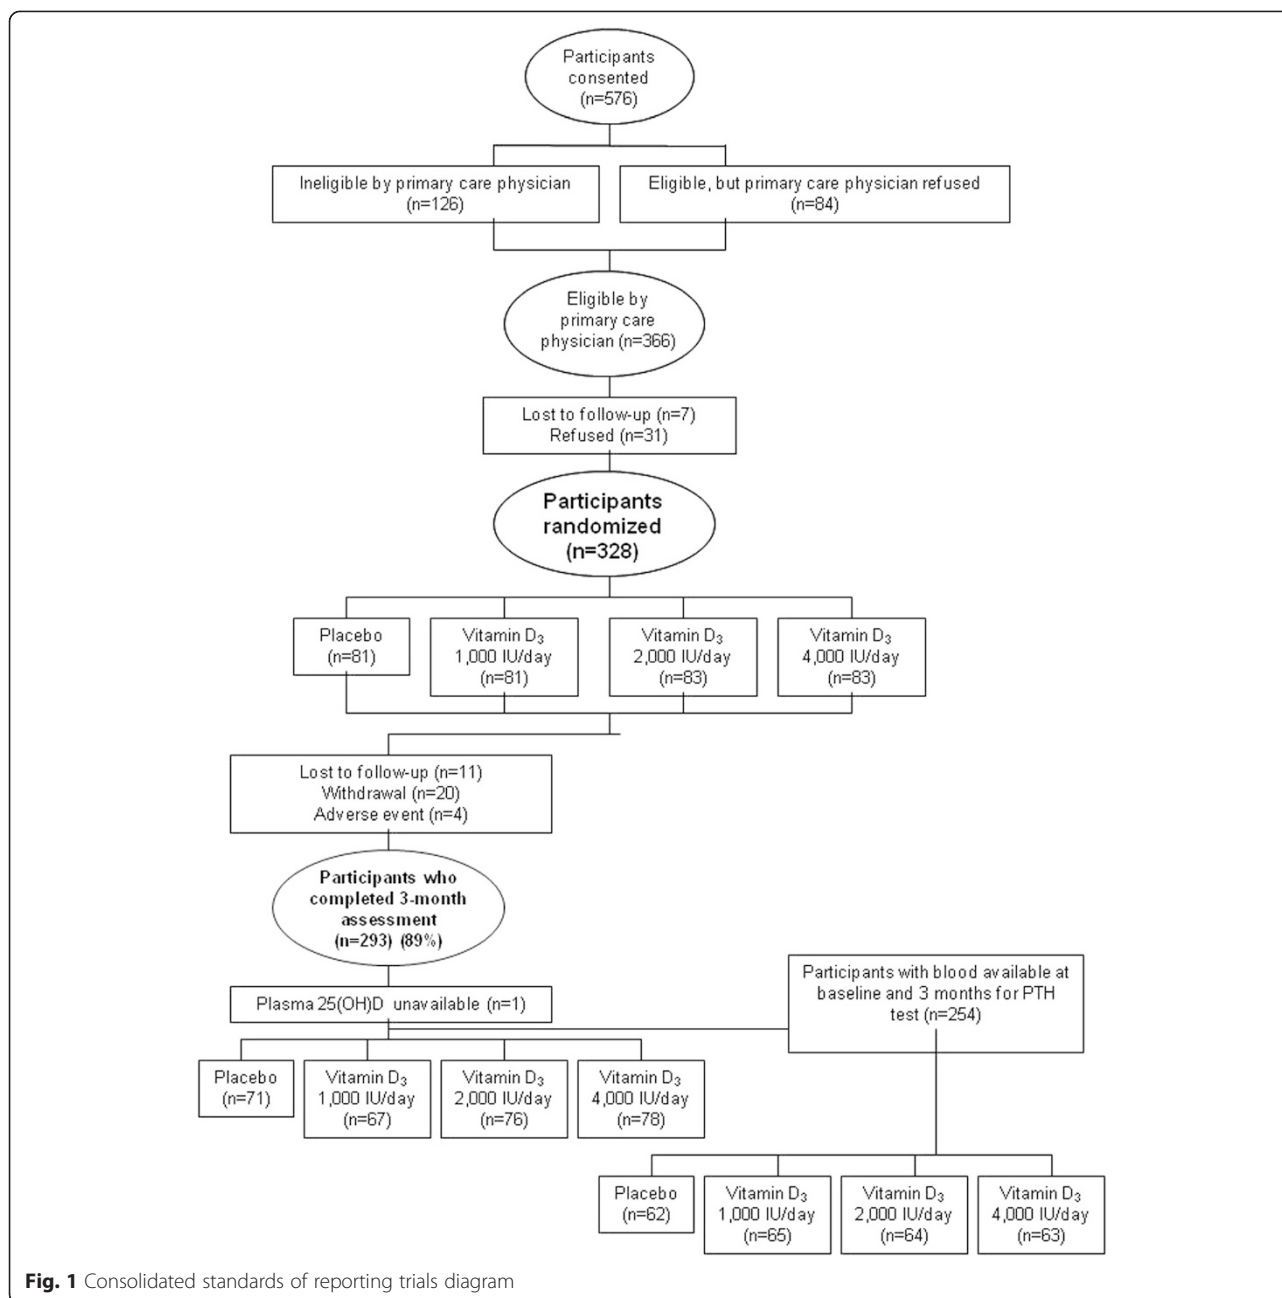 Participants
consented
(n=576)
Ineligible by primary care physician
(n=126)
Eligible, but primary care physician refused
(n=84)
Eligible by
primary care
physician (n=366)
Lost to follow-up (n=7)
Refused (n=31)
Participants
randomized
(n=328)
Placebo
(n=81)
Vitamin D₃
1,000 IU/day
(n=81)
Vitamin D₃
2,000 IU/day
(n=83)
Vitamin D₃
4,000 IU/day
(n=83)
Lost to follow-up (n=11)
Withdrawal (n=20)
Adverse event (n=4)
Participants who
completed 3-month
assessment
(n=293) (89%)
Plasma 25(OH)D unavailable (n=1)
Participants with blood available at
baseline and 3 months for PTH
test (n=254)
Placebo
(n=71)
Vitamin D₃
1,000 IU/day
(n=67)
Vitamin D₃
2,000 IU/day
(n=76)
Vitamin D₃
4,000 IU/day
(n=78)
Placebo
(n=62)
Vitamin D₃
1,000 IU/day
(n=65)
Vitamin D₃
2,000 IU/day
(n=64)
Vitamin D₃
4,000 IU/day
(n=63)
Fig. 1 Consolidated standards of reporting trials diagram